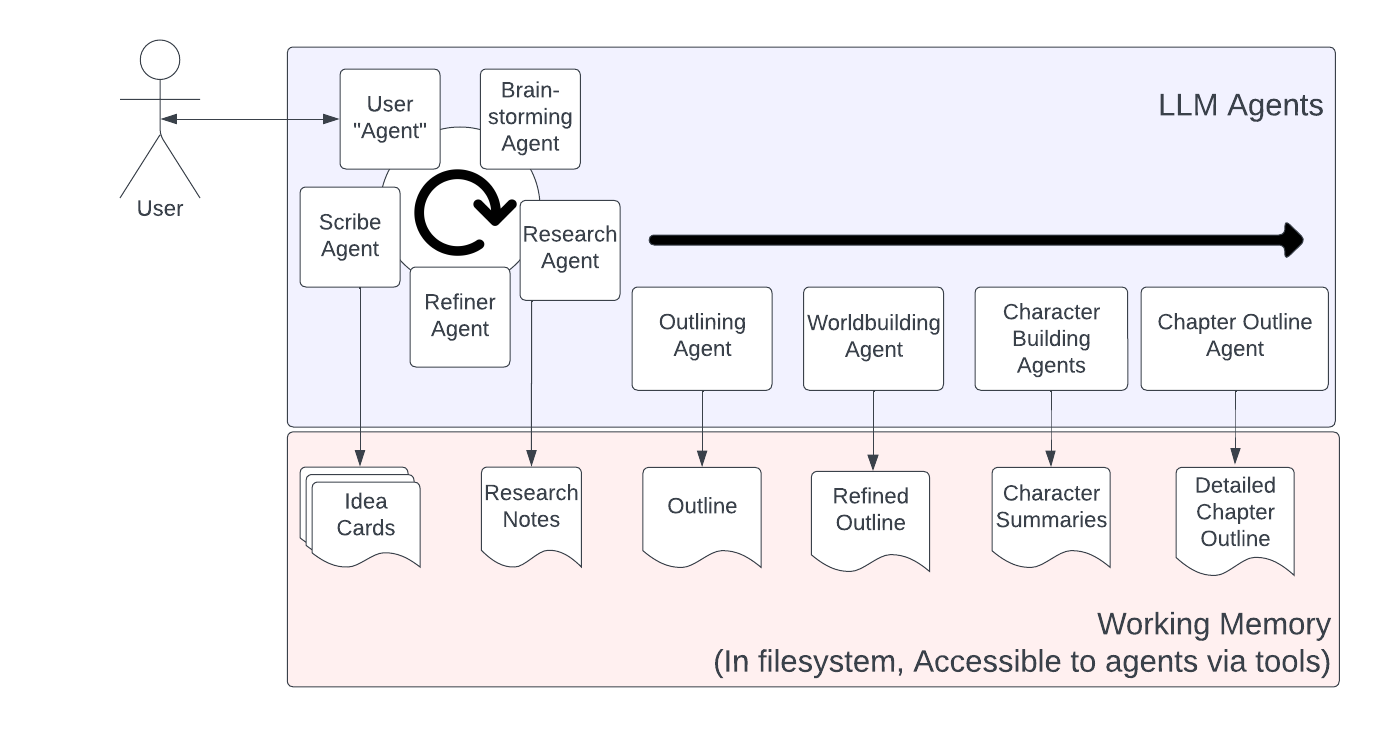 User
"Agent"
Brain-
storming
Agent
LLM Agents
User
Scribe
Agent
Research
Agent
Refiner
Agent
Outlining
Agent
Worldbuilding
Agent
Character
Building
Agents
Chapter Outline
Agent
Idea
Cards
Research
Notes
Outline
Refined
Outline
Character
Summaries
Detailed
Chapter
Outline
Working Memory
(In filesystem, Accessible to agents via tools)